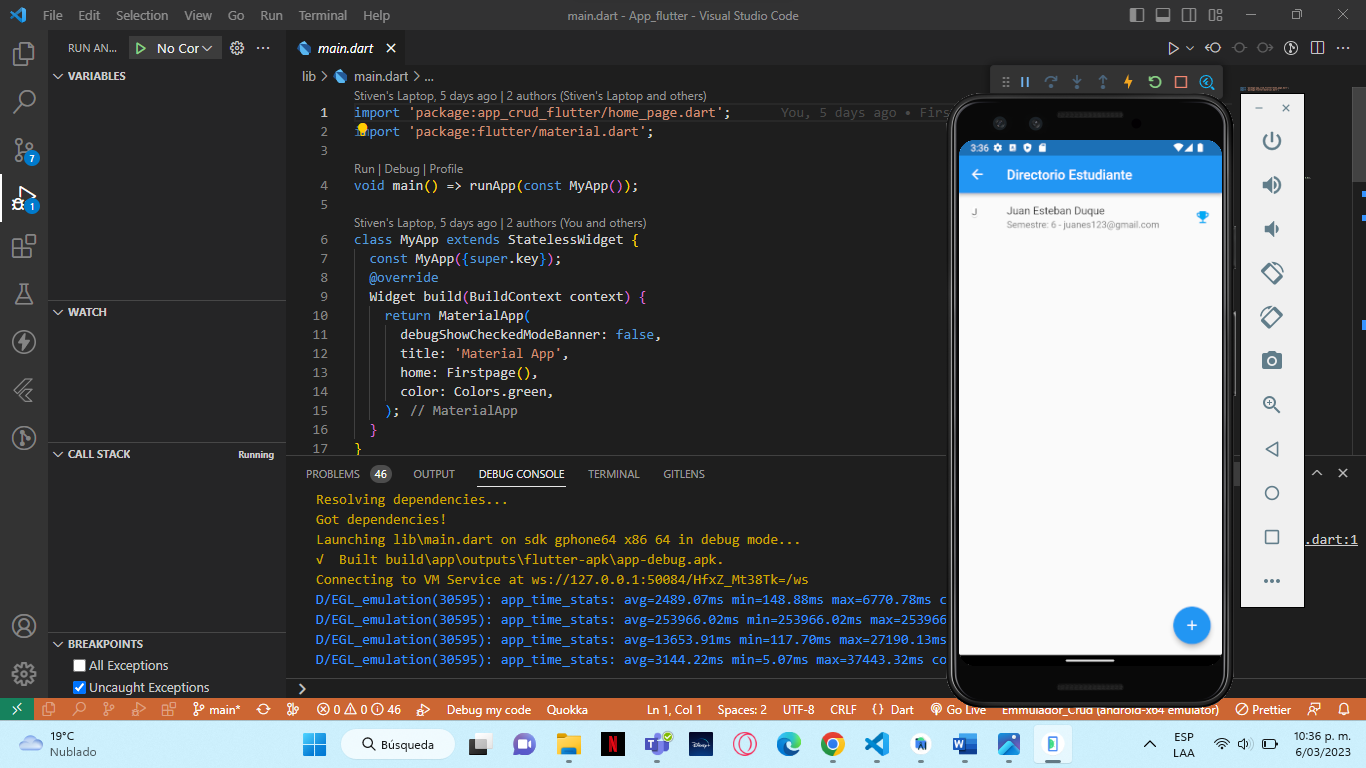 File Edit Selection View Go Run Terminal Help
main.dart - App_flutter - Visual Studio Code
RUN AN... No Cor
VARIABLES
WATCH
CALL STACK Running
BREAKPOINTS
All Exceptions
Uncaught Exceptions
7
1
main.dart
lib > main.dart > ...
Stiven's Laptop, 5 days ago | 2 authors (Stiven's Laptop and others)
1 import 'package:app_crud_flutter/home_page.dart'; You, 5 days ago • Firs
2 import 'package:flutter/material.dart';
3
Run | Debug | Profile
4 void main() => runApp(const MyApp());
5
Stiven's Laptop, 5 days ago | 2 authors (You and others)
6 class MyApp extends StatelessWidget {
7 const MyApp({super.key});
8 @override
9 Widget build(BuildContext context) {
10 return MaterialApp(
11 debugShowCheckedModeBanner: false,
12 title: 'Material App',
13 home: Firstpage(),
14 color: Colors.green,
15 ); // MaterialApp
16 }
17 }
PROBLEMS 46 OUTPUT DEBUG CONSOLE TERMINAL GITLENS
Resolving dependencies...
Got dependencies!
Launching lib\main.dart on sdk gphone64 x86 64 in debug mode...
√ Built build\app\outputs\flutter-apk\app-debug.apk.
Connecting to VM Service at ws://127.0.0.1:50084/HfxZ_Mt38Tk=/ws
D/EGL_emulation(30595): app_time_stats: avg=2489.07ms min=148.88ms max=6770.78ms c
D/EGL_emulation(30595): app_time_stats: avg=253966.02ms min=253966.02ms max=253966
D/EGL_emulation(30595): app_time_stats: avg=13653.91ms min=117.70ms max=27190.13ms
D/EGL_emulation(30595): app_time_stats: avg=3144.22ms min=5.07ms max=37443.32ms co
.dart:1
3:36
Directorio Estudiante
J
Juan Esteban Duque
Semestre: 6 - juanes123@gmail.com
+
main* 0 0 46 Debug my code Quokka Ln 1, Col 1 Spaces: 2 UTF-8 CRLF {} Dart Go Live Emmulador_Crud (android-x64 emulator) Prettier
19°C
Nublado
Búsqueda
ESP
LAA
10:36 p. m.
6/03/2023